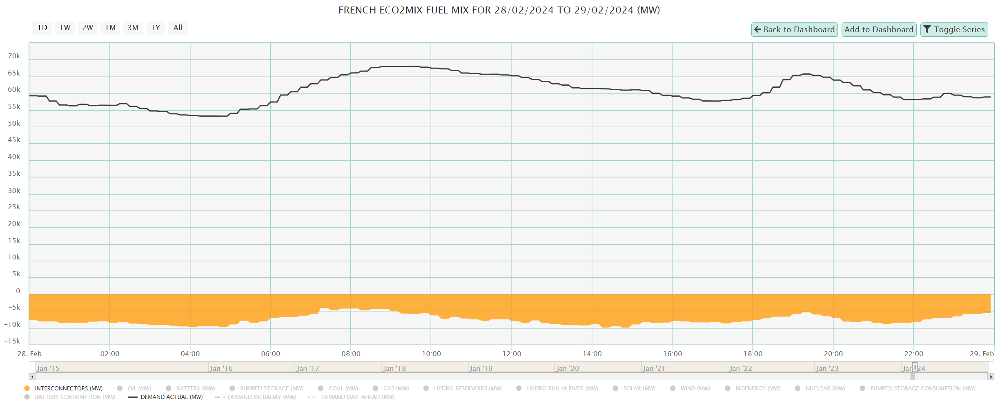 FRENCH ECO2MIX FUEL MIX FOR 28/02/2024 TO 29/02/2024 (MW)
1D 1W 2W 1M 3M 1Y All
Back to Dashboard Add to Dashboard Toggle Series
70k
65k
60k
55k
50k
45k
40k
35k
30k
25k
20k
15k
10k
5k
0
-5k
-10k
-15k
28. Feb 02:00 04:00 06:00 08:00 10:00 12:00 14:00 16:00 18:00 20:00 22:00 29. Feb
Jan '15 Jan '16 Jan '17 Jan '18 Jan '19 Jan '20 Jan '21 Jan '22 Jan '23 Jan '24
INTERCONNECTORS (MW) OIL (MW) BATTERY (MW) PUMPED STORAGE (MW) COAL (MW) GAS (MW) HYDRO RESERVOIRS (MW) HYDRO RUN of RIVER (MW) SOLAR (MW) WIND (MW) BIOENERGY (MW) NUCLEAR (MW) PUMPED STORAGE CONSUMPTION (MW)
BATTERY CONSUMPTION (MW) DEMAND ACTUAL (MW) DEMAND INTRADAY (MW) DEMAND DAY-AHEAD (MW)